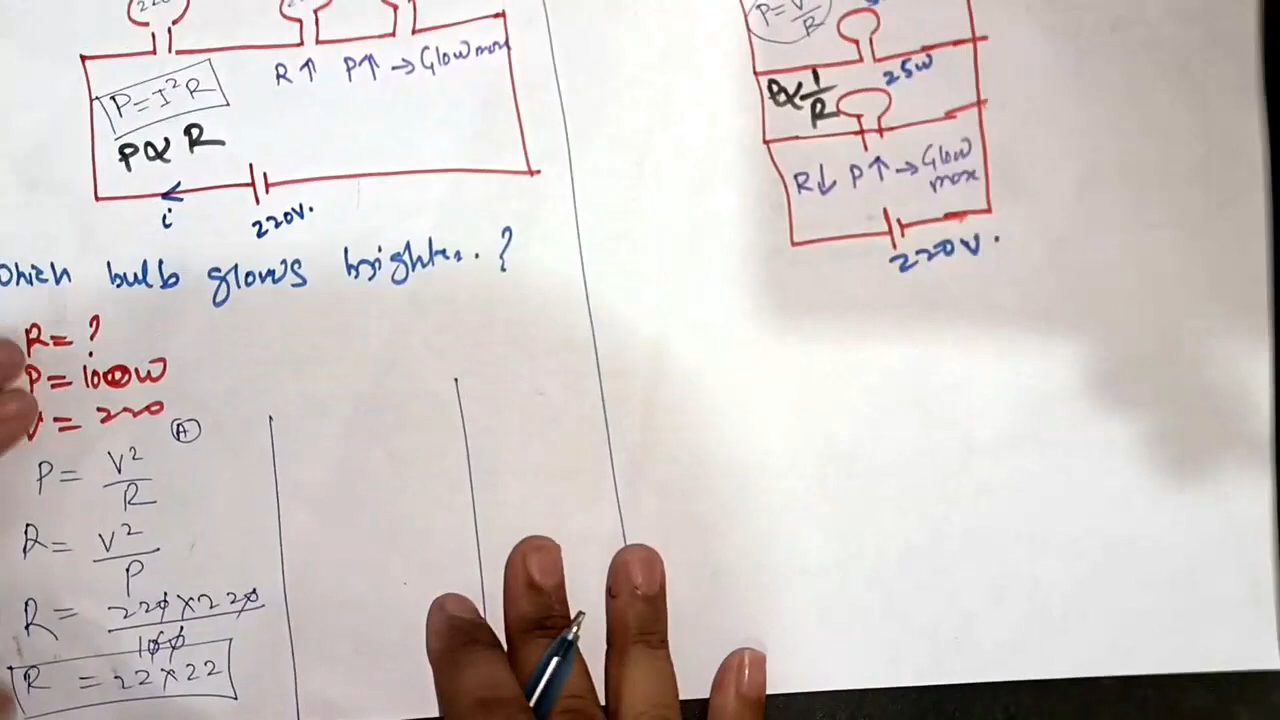 R↑ P↑ → Glow max
P = I²R
P ∝ R
i
220V.
which bulb glows brighter. ?
R = ?
P = 100W
V = 220
A
P = V²/R
R = V²/P
R = 220×220/100
R = 22×22
P = V/R
25W
P ∝ 1/R
R↓ P↑ → Glow
max
220V.